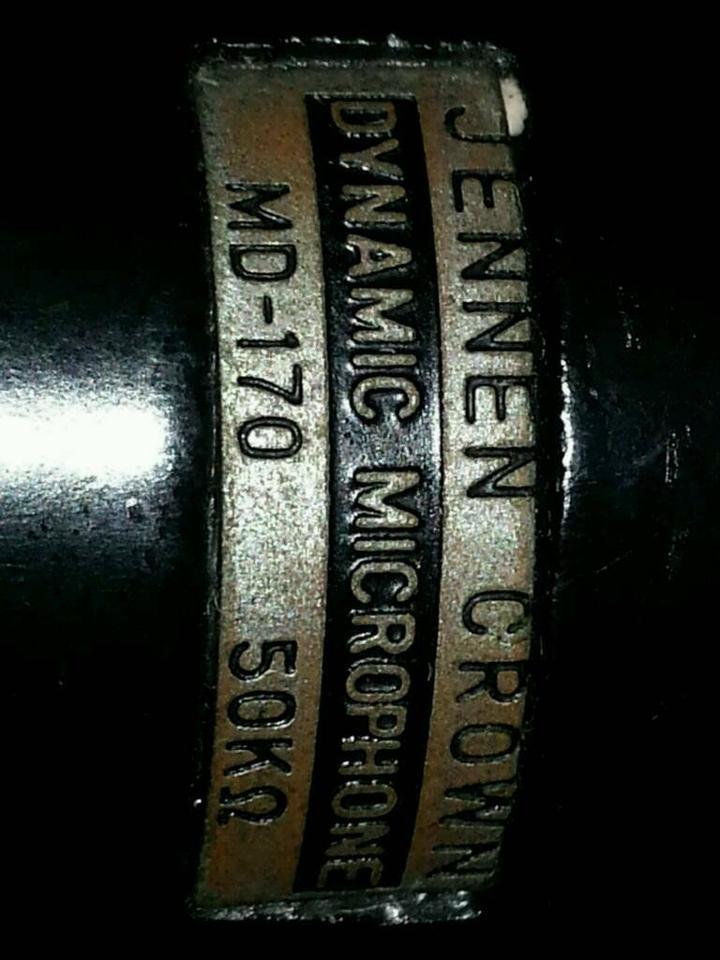 JENNEN CROWN
DYNAMIC MICROPHONE
MD-170 50KΩ